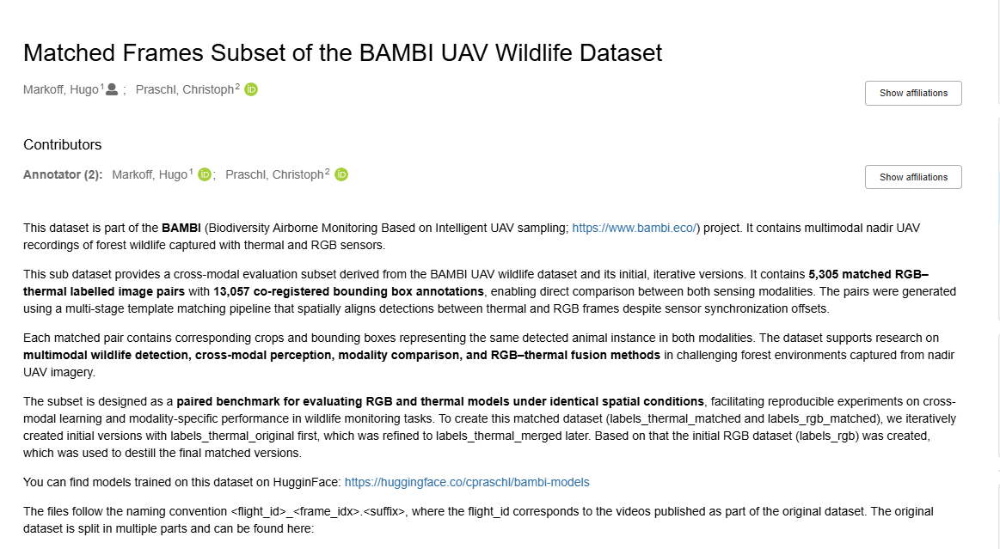 Matched Frames Subset of the BAMBI UAV Wildlife Dataset
Markoff, Hugo1 ; Praschl, Christoph2 iD
Show affiliations
Contributors
Annotator (2): Markoff, Hugo1 iD; Praschl, Christoph2 iD
Show affiliations
This dataset is part of the BAMBI (Biodiversity Airborne Monitoring Based on Intelligent UAV sampling; https://www.bambi.eco/) project. It contains multimodal nadir UAV
recordings of forest wildlife captured with thermal and RGB sensors.
This sub dataset provides a cross-modal evaluation subset derived from the BAMBI UAV wildlife dataset and its initial, iterative versions. It contains 5,305 matched RGB–
thermal labelled image pairs with 13,057 co-registered bounding box annotations, enabling direct comparison between both sensing modalities. The pairs were generated
using a multi-stage template matching pipeline that spatially aligns detections between thermal and RGB frames despite sensor synchronization offsets.
Each matched pair contains corresponding crops and bounding boxes representing the same detected animal instance in both modalities. The dataset supports research on
multimodal wildlife detection, cross-modal perception, modality comparison, and RGB–thermal fusion methods in challenging forest environments captured from nadir
UAV imagery.
The subset is designed as a paired benchmark for evaluating RGB and thermal models under identical spatial conditions, facilitating reproducible experiments on cross-
modal learning and modality-specific performance in wildlife monitoring tasks. To create this matched dataset (labels_thermal_matched and labels_rgb_matched), we iteratively
created initial versions with labels_thermal_original first, which was refined to labels_thermal_merged later. Based on that the initial RGB dataset (labels_rgb) was created,
which was used to destill the final matched versions.
You can find models trained on this dataset on HugginFace: https://huggingface.co/cpraschl/bambi-models
The files follow the naming convention <flight_id>_<frame_idx>.<suffix>, where the flight_id corresponds to the videos published as part of the original dataset. The original
dataset is split in multiple parts and can be found here: